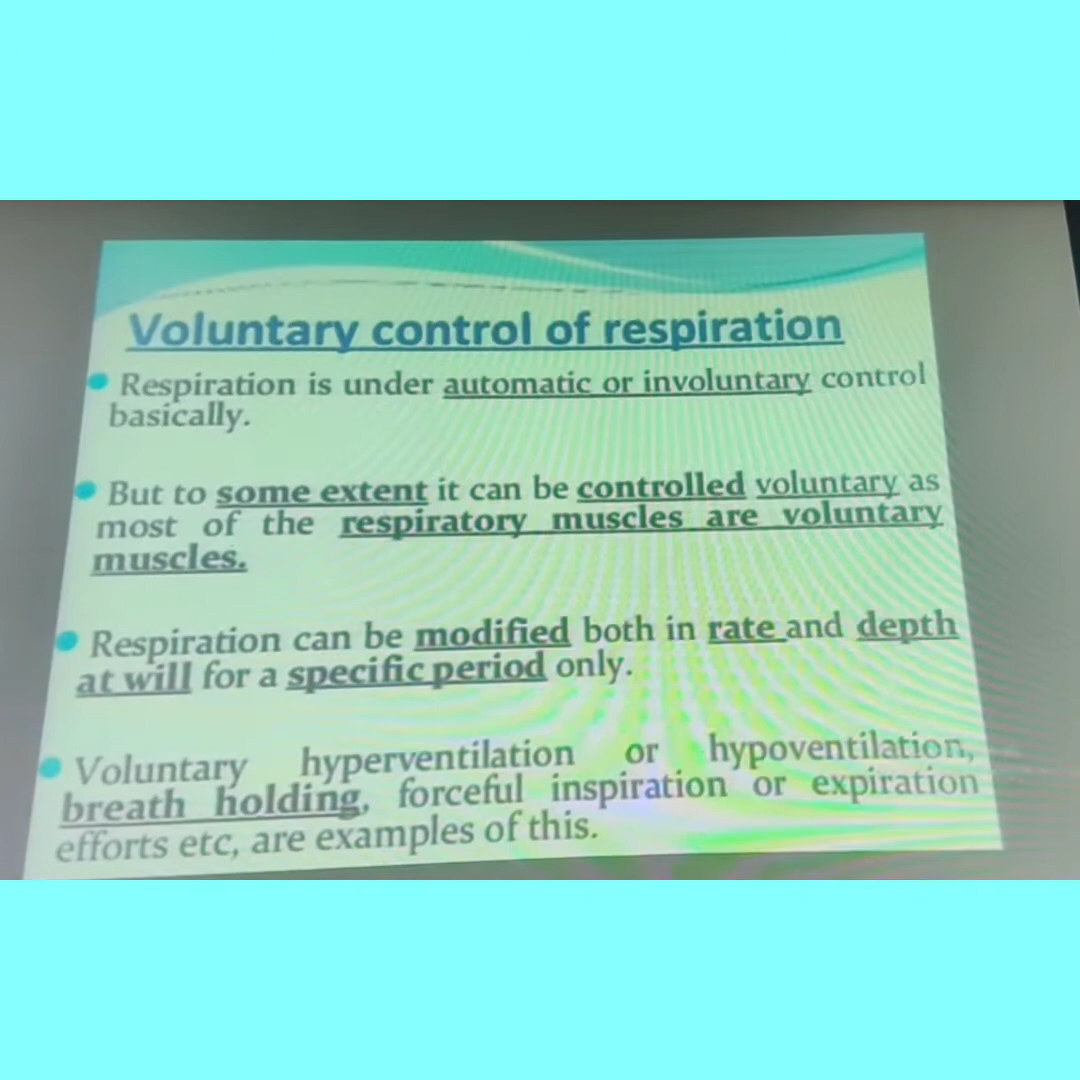 Voluntary control of respiration
Respiration is under automatic or involuntary control
basically.
But to some extent it can be controlled voluntary as
most of the respiratory muscles are voluntary
muscles.
Respiration can be modified both in rate and depth
at will for a specific period only.
Voluntary hyperventilation or hypoventilation,
breath holding, forceful inspiration or expiration
efforts etc, are examples of this.